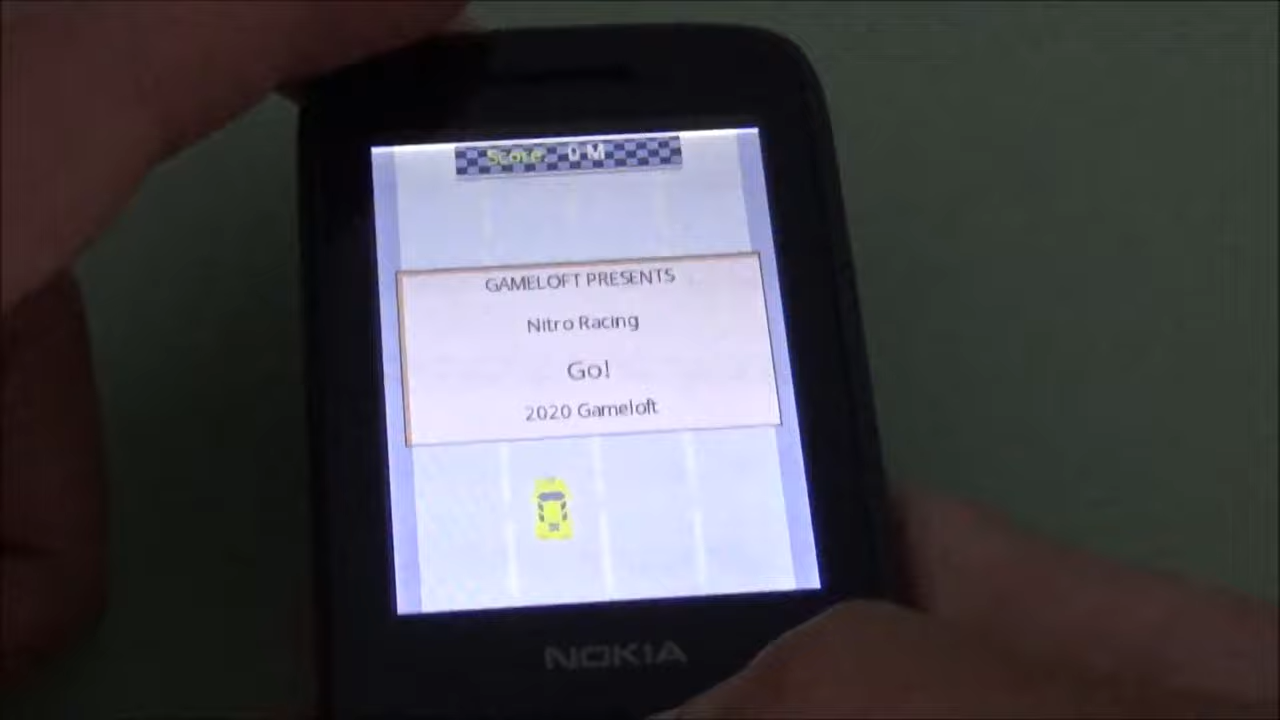 Score: 0 M
GAMELOFT PRESENTS
Nitro Racing
Go!
2020 Gameloft
NOKIA